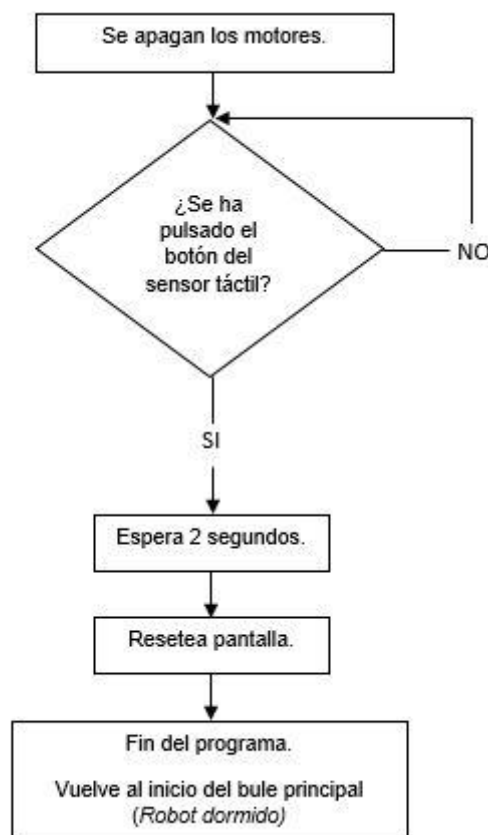 Se apagan los motores.
¿Se ha
pulsado el
botón del
sensor táctil?
NO
SI
Espera 2 segundos.
Resetea pantalla.
Fin del programa.
Vuelve al inicio del bule principal
(Robot dormido)